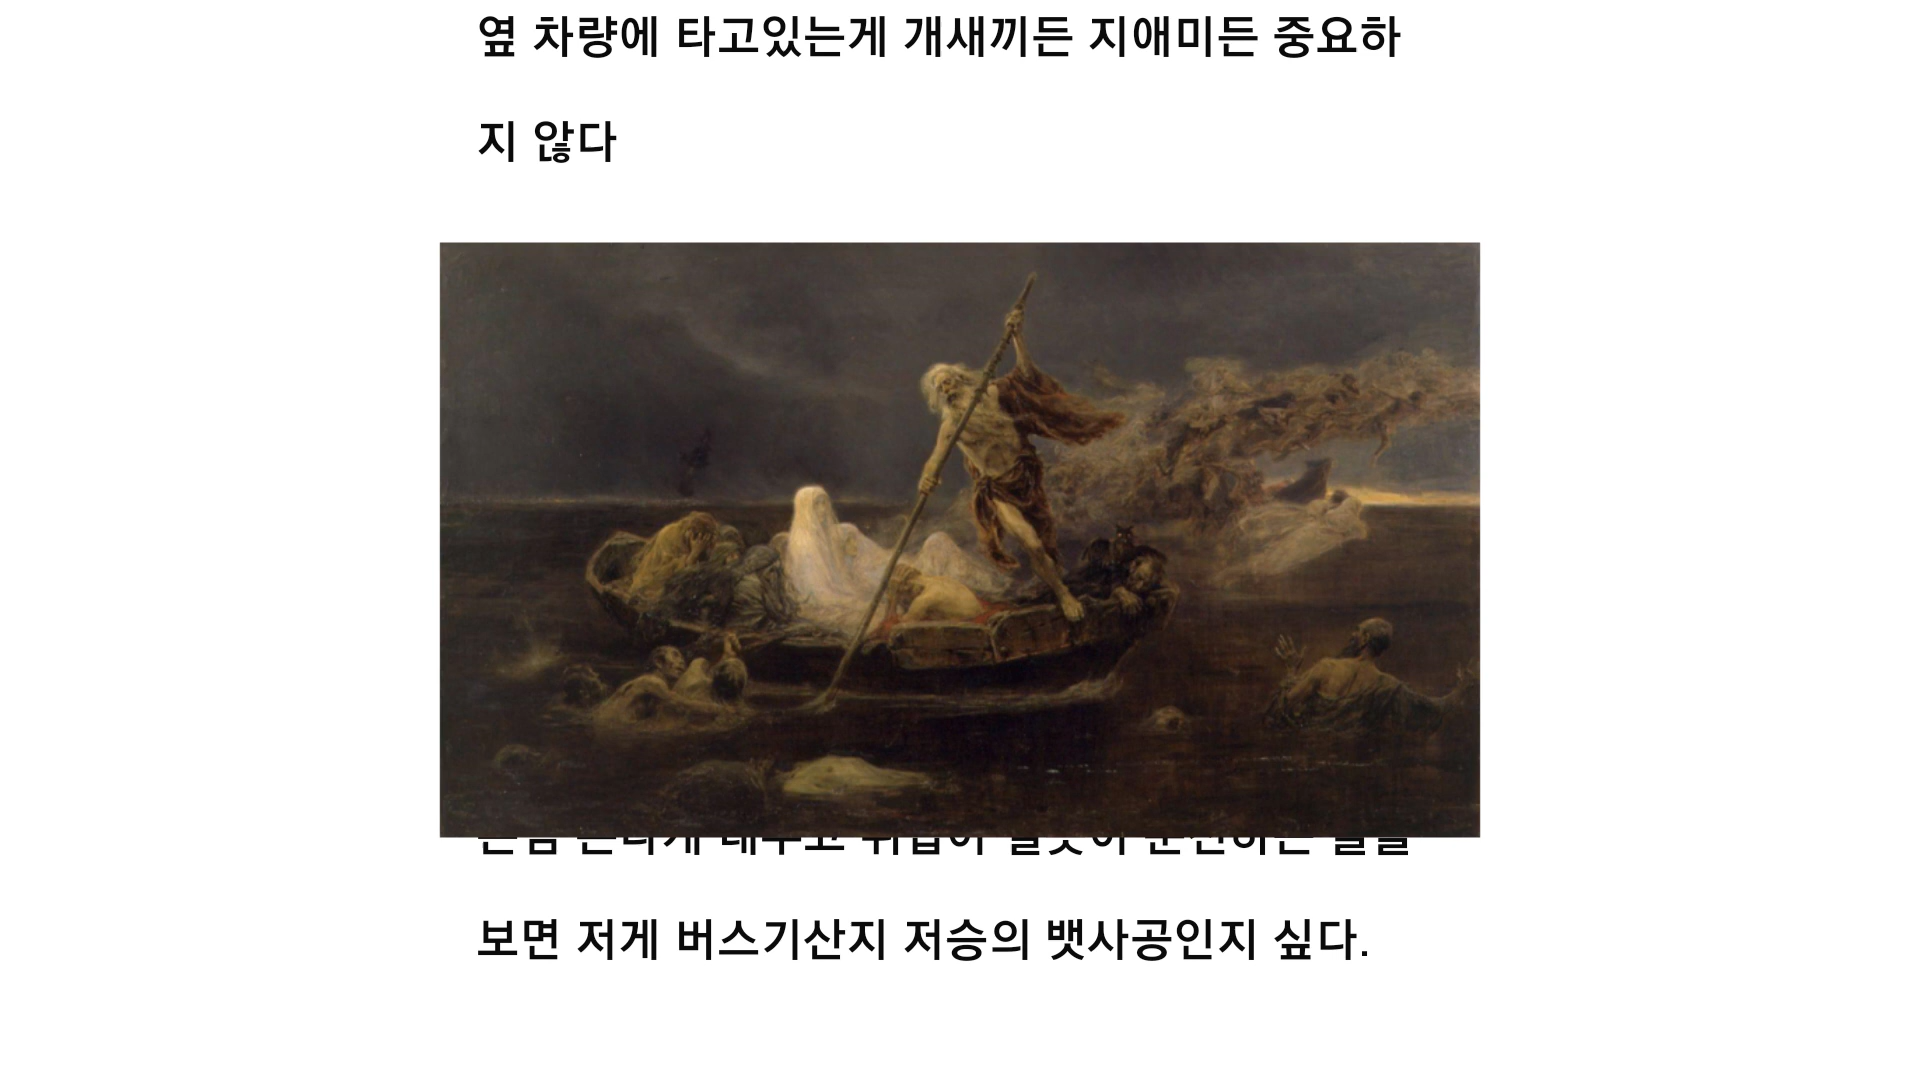 옆 차량에 타고있는게 개새끼든 지애미든 중요하
지 않다
보면 저게 버스기산지 저승의 뱃사공인지 싶다.